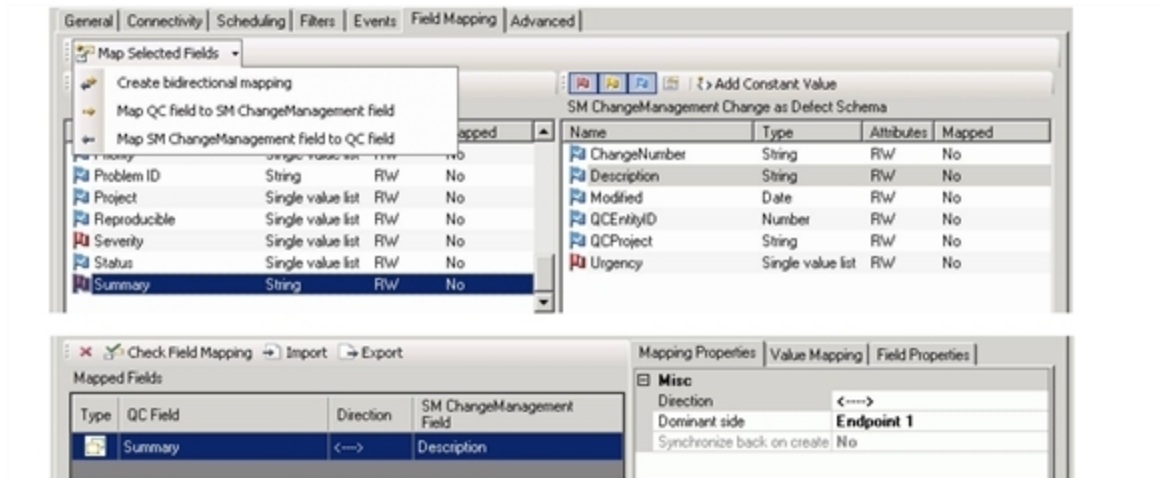 General Connectivity Scheduling Filters Events Field Mapping Advanced
Map Selected Fields
Create bidirectional mapping
Map QC field to SM ChangeManagement field
Map SM ChangeManagement field to QC field
Add Constant Value
SM ChangeManagement Change as Defect Schema
apped
Name Type Attributes Mapped
Priority Single value list RW No
Problem ID String RW No
Project Single value list RW No
Reproducible Single value list RW No
Severity Single value list RW No
Status Single value list RW No
Summary String RW No
ChangeNumber String RW No
Description String RW No
Modified Date RW No
QCEntityID Number RW No
QCProject String RW No
Urgency Single value list RW No
Check Field Mapping Import Export
Mapped Fields
Type QC Field Direction SM ChangeManagement
Field
Summary <---> Description
Mapping Properties Value Mapping Field Properties
Misc
Direction <---->
Dominant side Endpoint 1
Synchronize back on create No